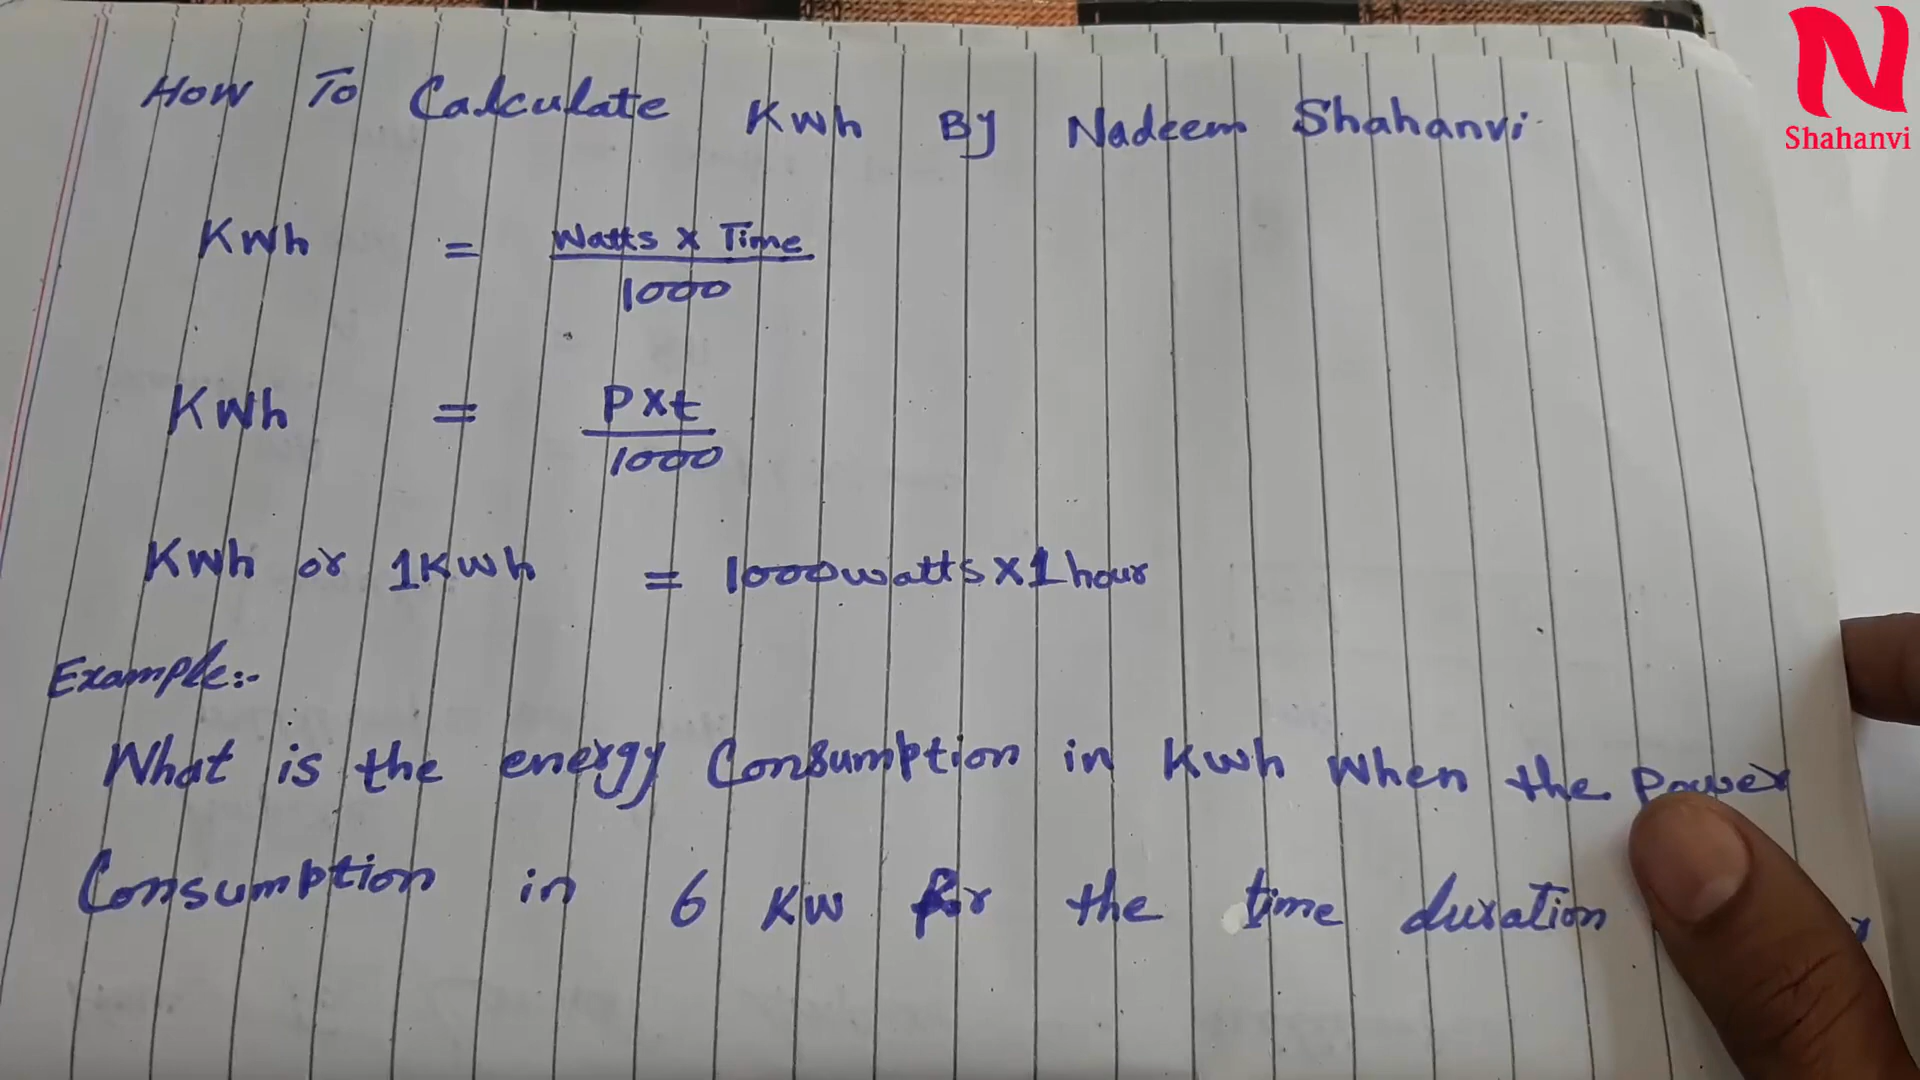 How To Calculate Kwh By Nadeem Shahanvi
N
Shahanvi
Kwh = Watts x Time
1000
Kwh = P x t
1000
Kwh or 1Kwh = 1000watts x 1 hour
Example:-
What is the energy Consumption in Kwh when the Power
Consumption in 6 Kw for the time duration